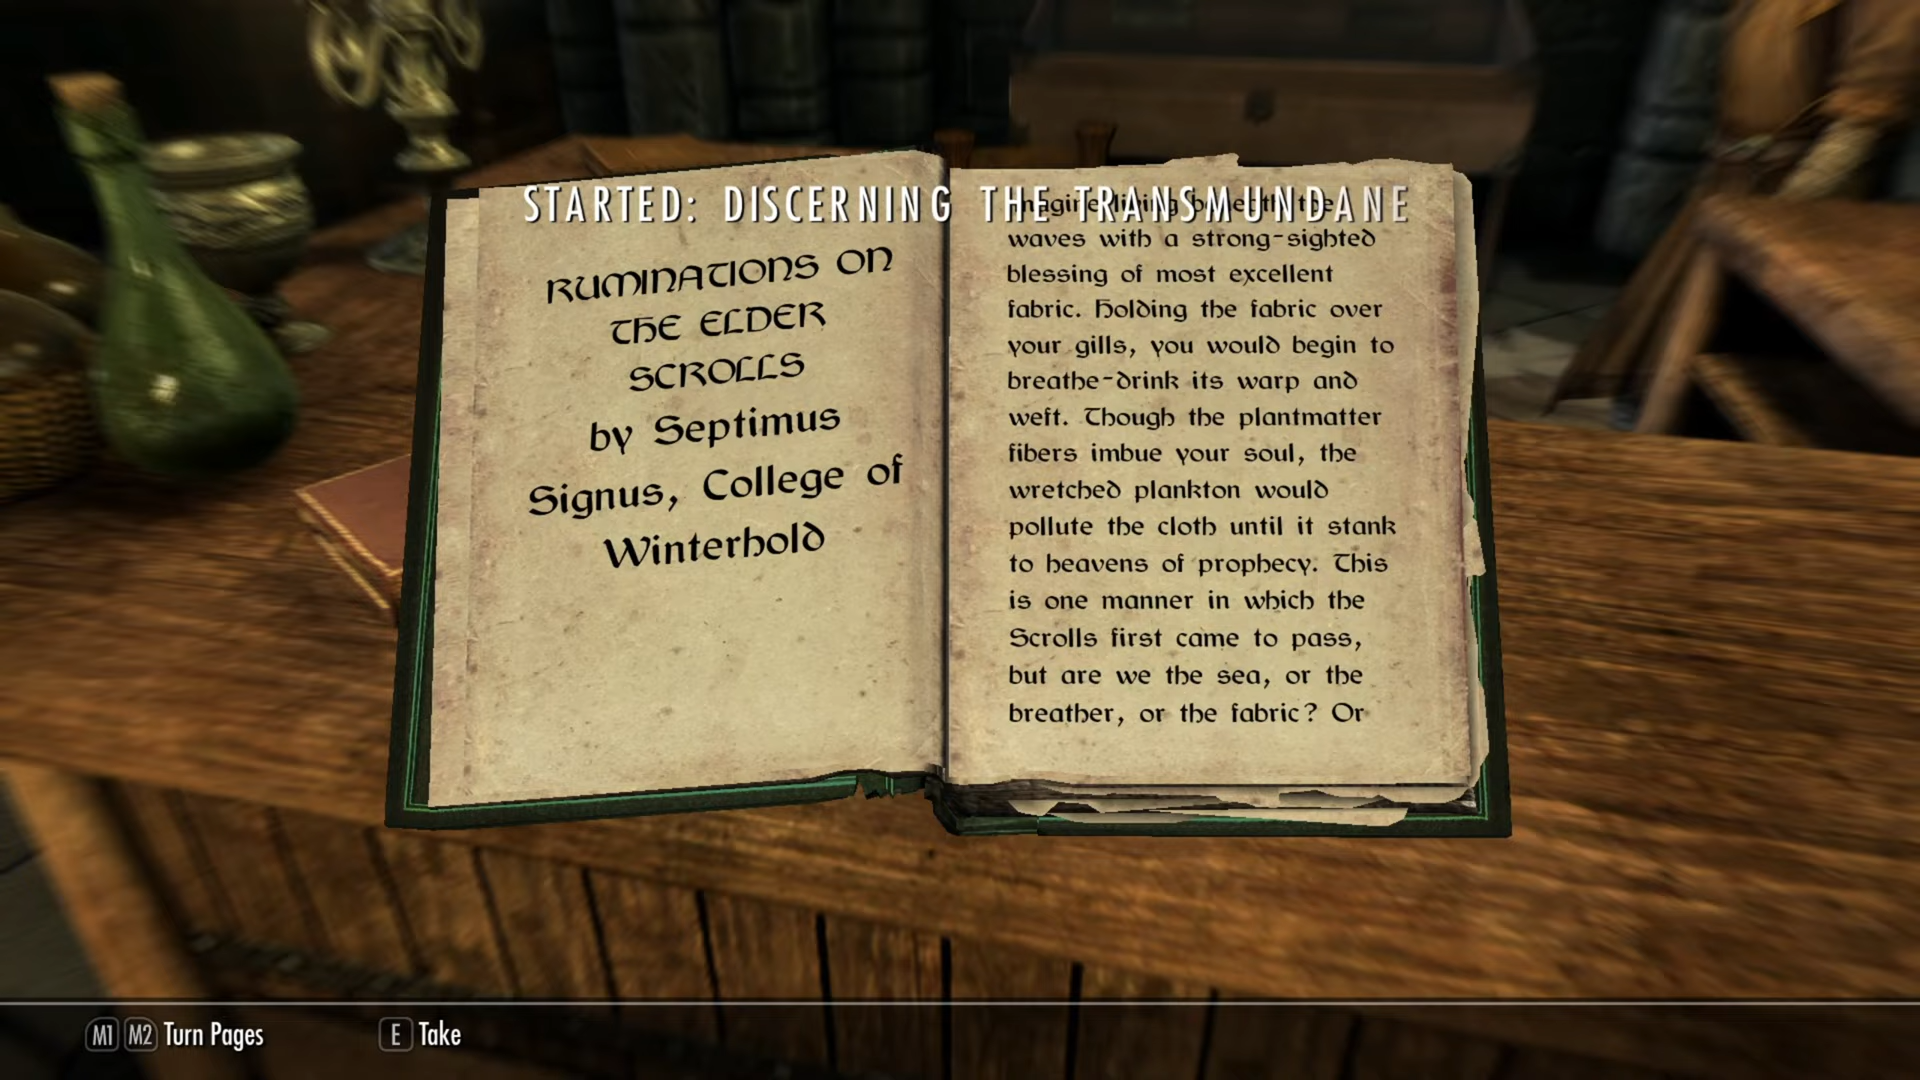 STARTED: DISCERNING THE TRANSMUNDANE
RUMINATIONS ON
THE ELDER
SCROLLS
by Septimus
Signus, College of
Winterhold
Imagine living beneath the
waves with a strong-sighted
blessing of most excellent
fabric. Holding the fabric over
your gills, you would begin to
breathe-drink its warp and
weft. Though the plantmatter
fibers imbue your soul, the
wretched plankton would
pollute the cloth until it stank
to heavens of prophecy. This
is one manner in which the
Scrolls first came to pass,
but are we the sea, or the
breather, or the fabric? Or
M1 M2 Turn Pages
E Take